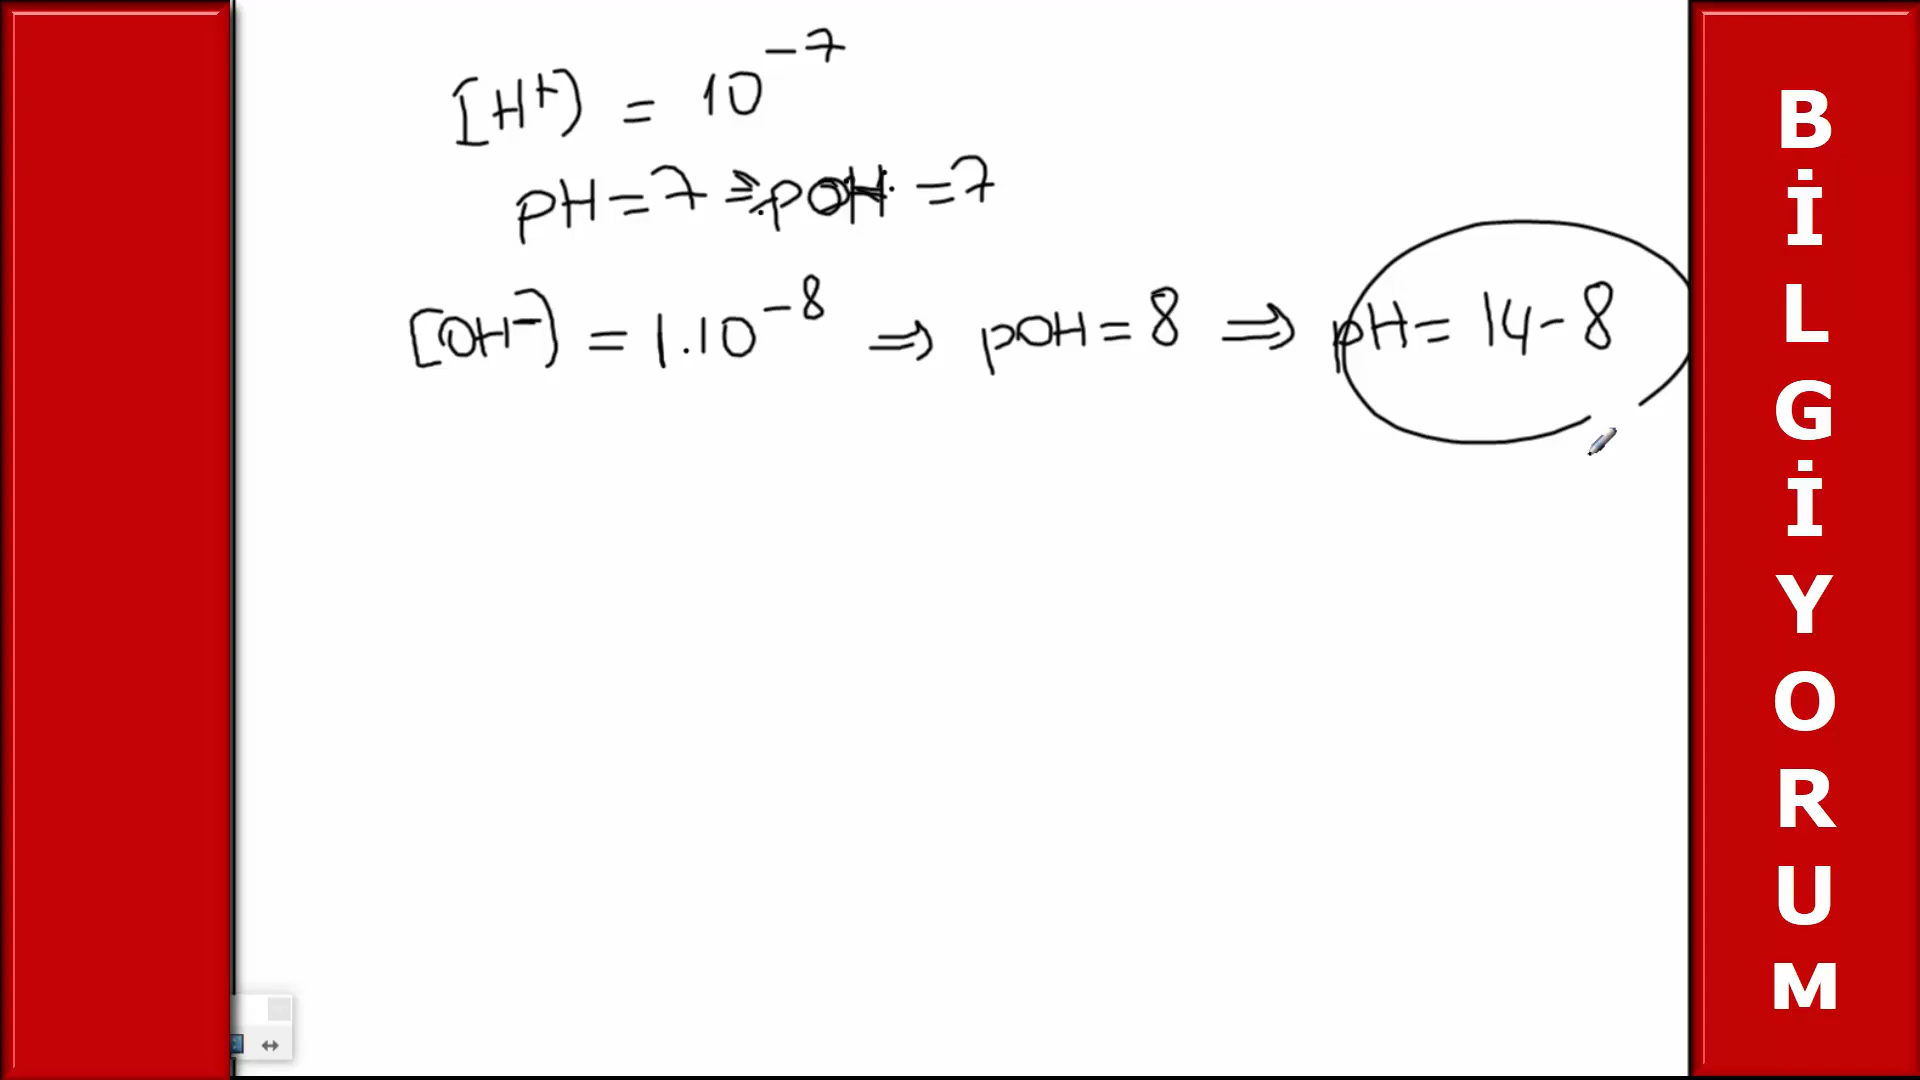 [H+) = 10^-7
pH = 7 => pOH = 7
[OH-) = 1.10^-8 => pOH = 8 => pH = 14-8
BİLGİYORUM